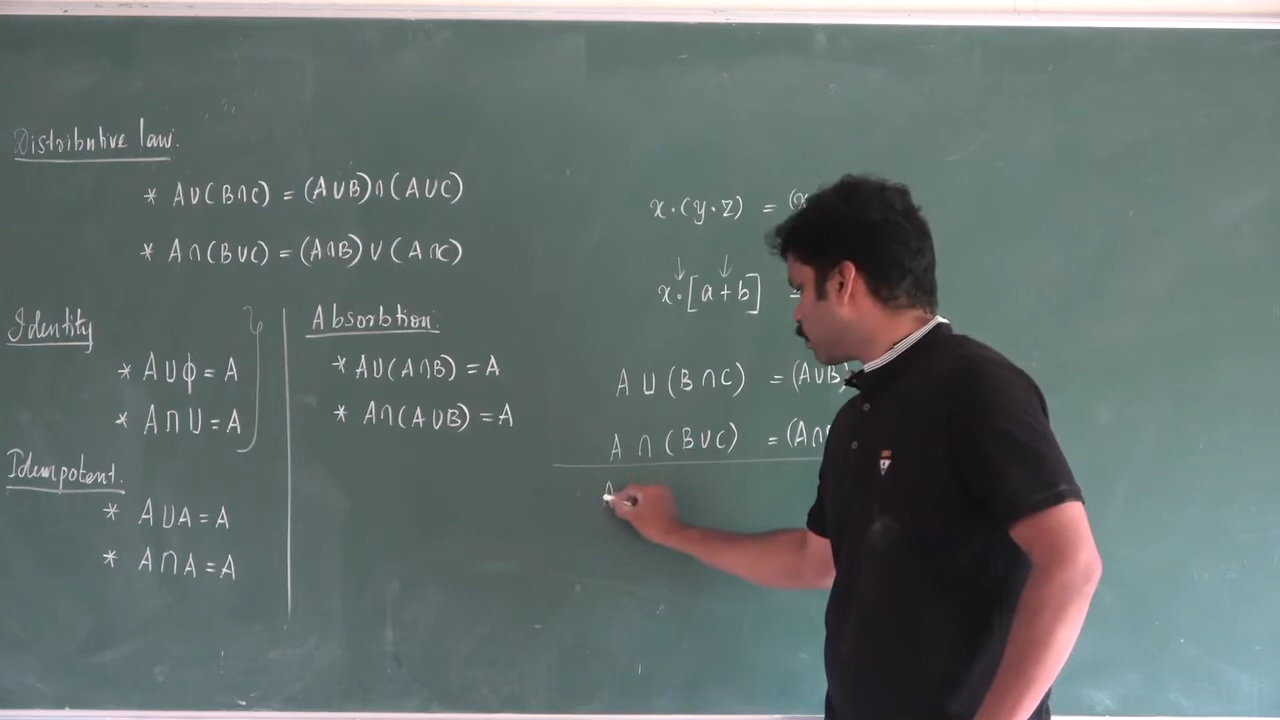 Distributive law.
* A∪(B∩C) = (A∪B)∩(A∪C)
* A∩(B∪C) = (A∩B)∪(A∩C)
Identity
* A∪ϕ = A
* A∩U = A
Idempotent.
* A∪A = A
* A∩A = A
Absorbtion.
* A∪(A∩B) = A
* A∩(A∪B) = A
x·(y·z) = (x
x·[a+b] =
A∪(B∩C) = (A∪B)
A∩(B∪C) = (A∩
A